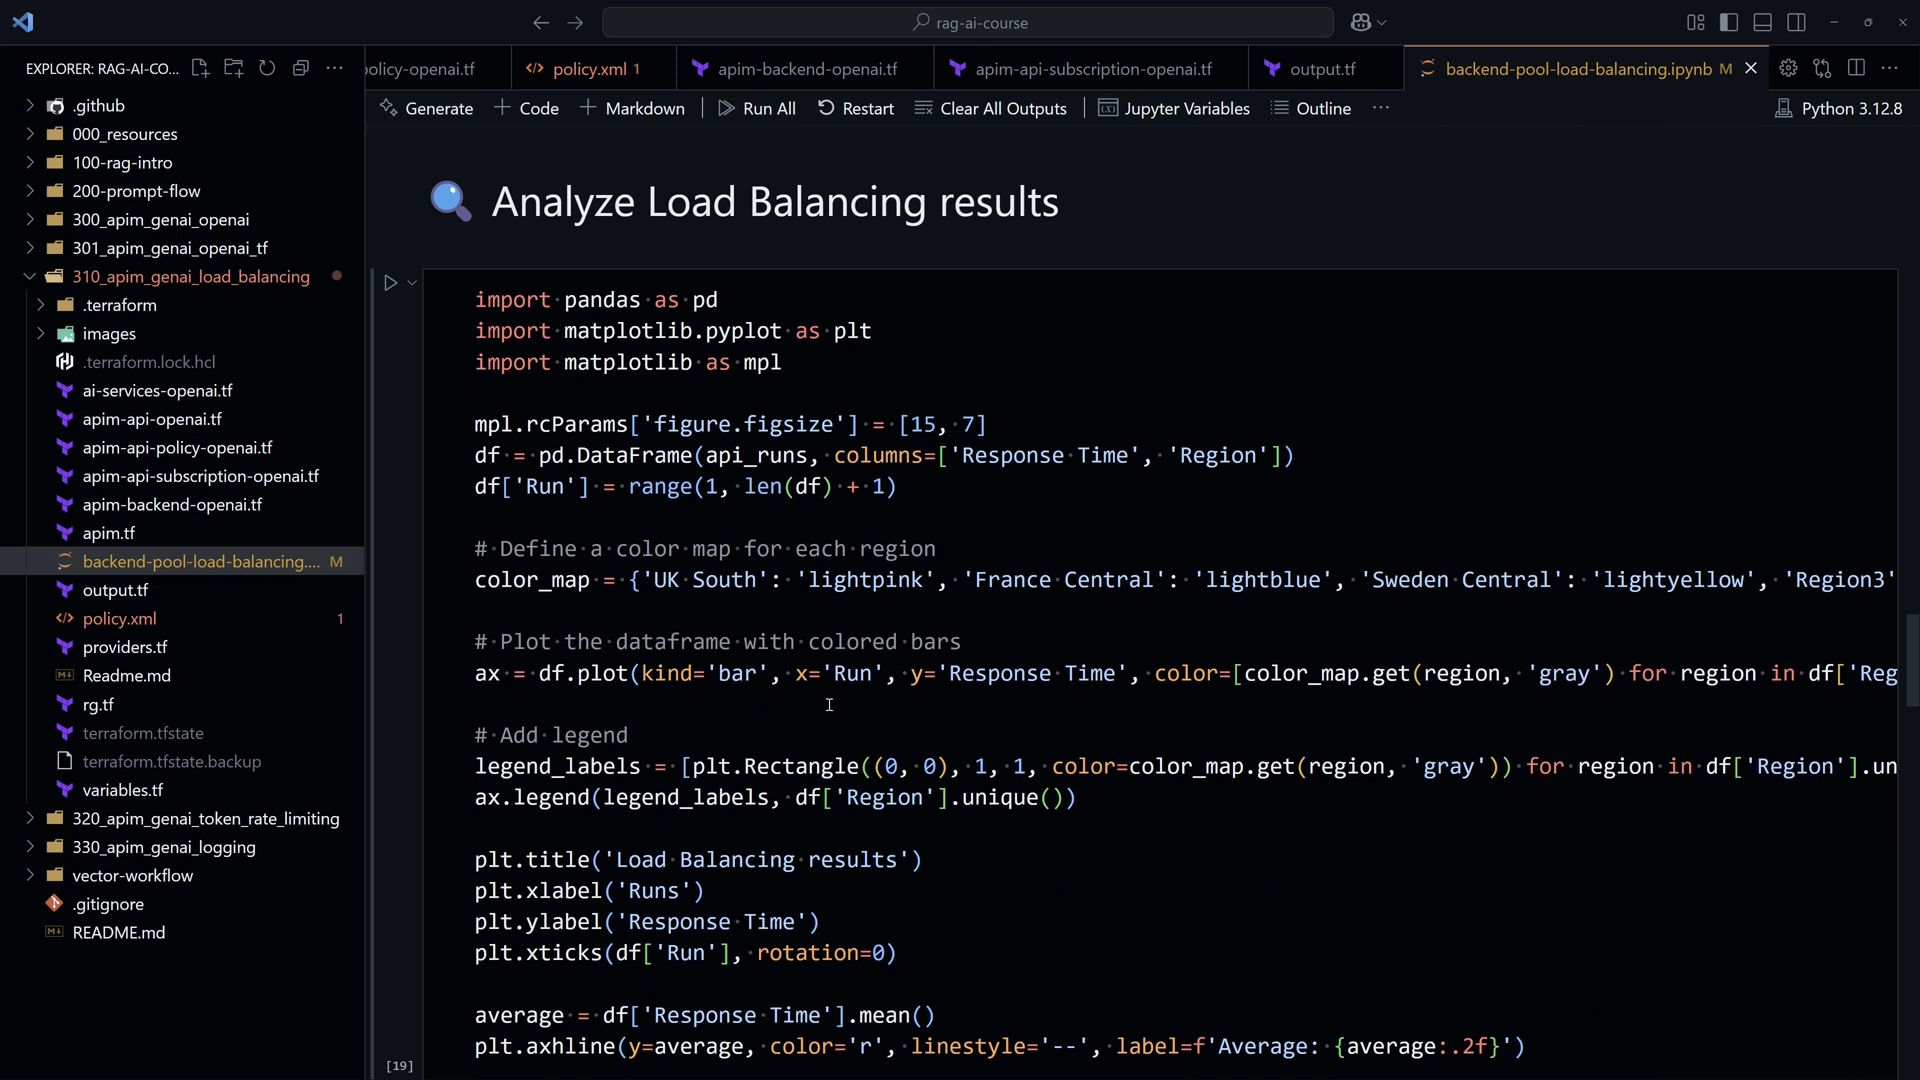 rag-ai-course
EXPLORER: RAG-AI-CO...
olicy-openai.tf
policy.xml 1
apim-backend-openai.tf
apim-api-subscription-openai.tf
output.tf
backend-pool-load-balancing.ipynb M
Generate
Code
Markdown
Run All
Restart
Clear All Outputs
Jupyter Variables
Outline
Python 3.12.8
.github
000_resources
100-rag-intro
200-prompt-flow
300_apim_genai_openai
301_apim_genai_openai_tf
310_apim_genai_load_balancing
.terraform
images
.terraform.lock.hcl
ai-services-openai.tf
apim-api-openai.tf
apim-api-policy-openai.tf
apim-api-subscription-openai.tf
apim-backend-openai.tf
apim.tf
backend-pool-load-balancing.... M
output.tf
policy.xml 1
providers.tf
Readme.md
rg.tf
terraform.tfstate
terraform.tfstate.backup
variables.tf
320_apim_genai_token_rate_limiting
330_apim_genai_logging
vector-workflow
.gitignore
README.md
Analyze Load Balancing results
import pandas as pd
import matplotlib.pyplot as plt
import matplotlib as mpl
mpl.rcParams['figure.figsize'] = [15, 7]
df = pd.DataFrame(api_runs, columns=['Response Time', 'Region'])
df['Run'] = range(1, len(df) + 1)
# Define a color map for each region
color_map = {'UK South': 'lightpink', 'France Central': 'lightblue', 'Sweden Central': 'lightyellow', 'Region3'
# Plot the dataframe with colored bars
ax = df.plot(kind='bar', x='Run', y='Response Time', color=[color_map.get(region, 'gray') for region in df['Reg
# Add legend
legend_labels = [plt.Rectangle((0, 0), 1, 1, color=color_map.get(region, 'gray')) for region in df['Region'].un
ax.legend(legend_labels, df['Region'].unique())
plt.title('Load Balancing results')
plt.xlabel('Runs')
plt.ylabel('Response Time')
plt.xticks(df['Run'], rotation=0)
average = df['Response Time'].mean()
plt.axhline(y=average, color='r', linestyle='--', label=f'Average: {average:.2f}')
[19]